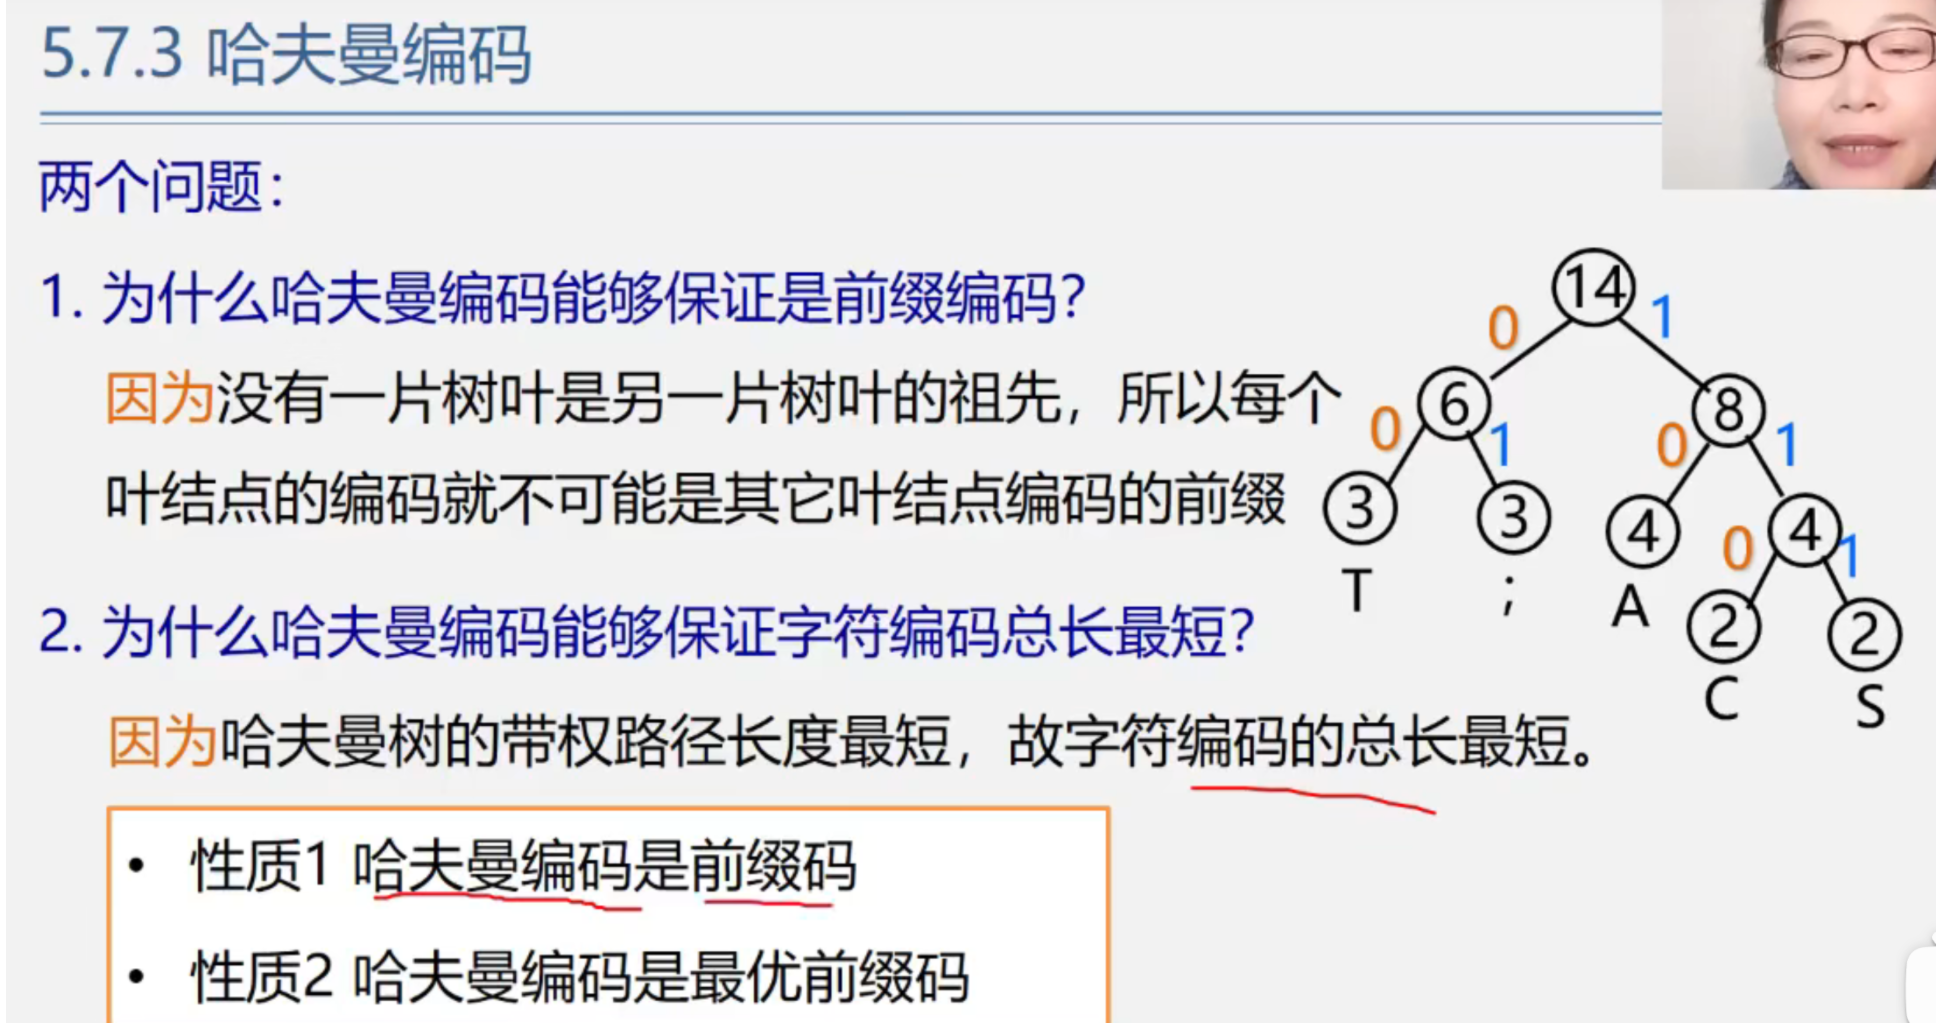 5.7.3 哈夫曼编码
两个问题：
1. 为什么哈夫曼编码能够保证是前缀编码？
因为没有一片树叶是另一片树叶的祖先，所以每个
叶结点的编码就不可能是其它叶结点编码的前缀
2. 为什么哈夫曼编码能够保证字符编码总长最短？
因为哈夫曼树的带权路径长度最短，故字符编码的总长最短。
• 性质1 哈夫曼编码是前缀码
• 性质2 哈夫曼编码是最优前缀码
14
0 1
6 8
0 1 0 1
3 3 4 4
T ; A 0 1
2 2
C S